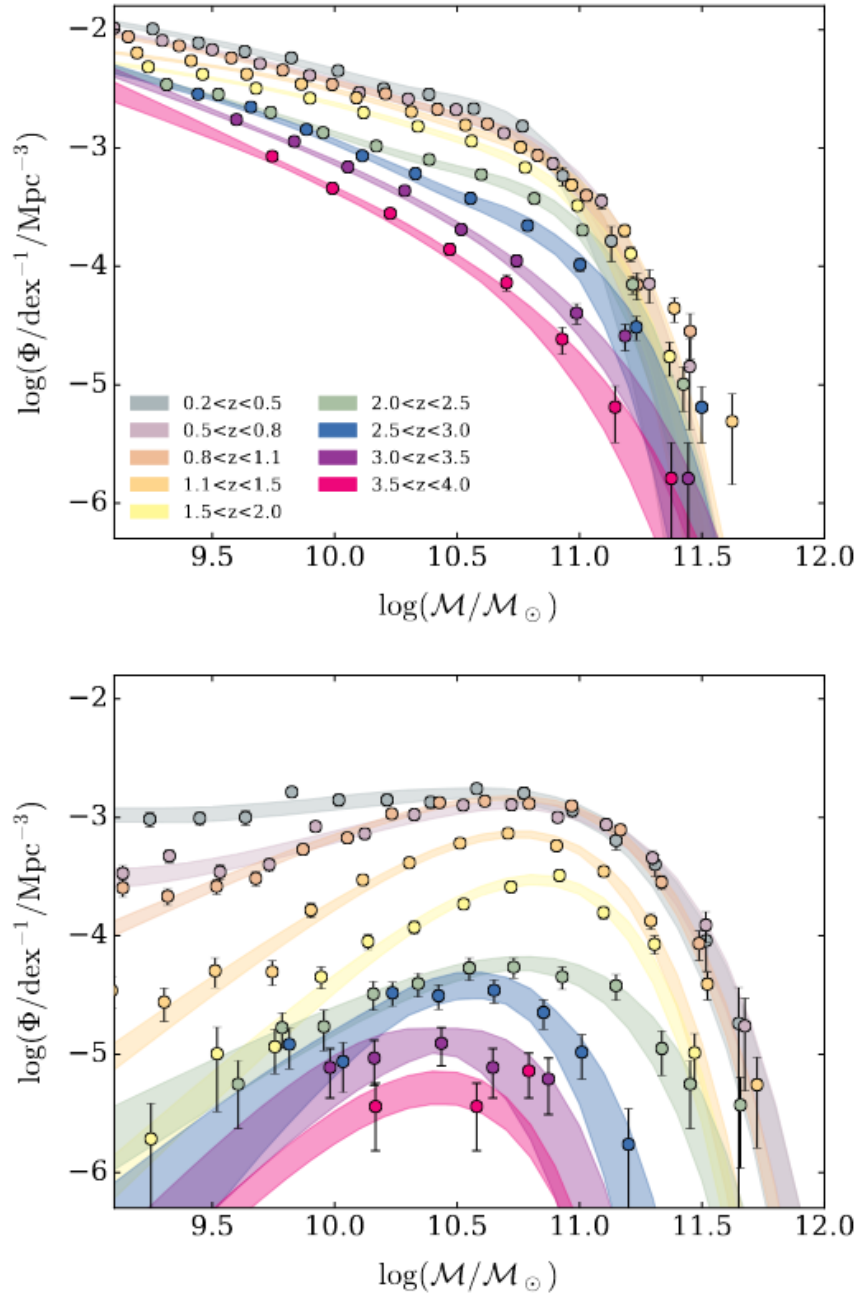 −2
−3
−4
−5
−6
log(Φ/dex⁻¹/Mpc⁻³)
0.2<z<0.5
0.5<z<0.8
0.8<z<1.1
1.1<z<1.5
1.5<z<2.0
2.0<z<2.5
2.5<z<3.0
3.0<z<3.5
3.5<z<4.0
9.5 10.0 10.5 11.0 11.5 12.0
log(ℳ/ℳ⊙)
−2
−3
−4
−5
−6
log(Φ/dex⁻¹/Mpc⁻³)
9.5 10.0 10.5 11.0 11.5 12.0
log(ℳ/ℳ⊙)